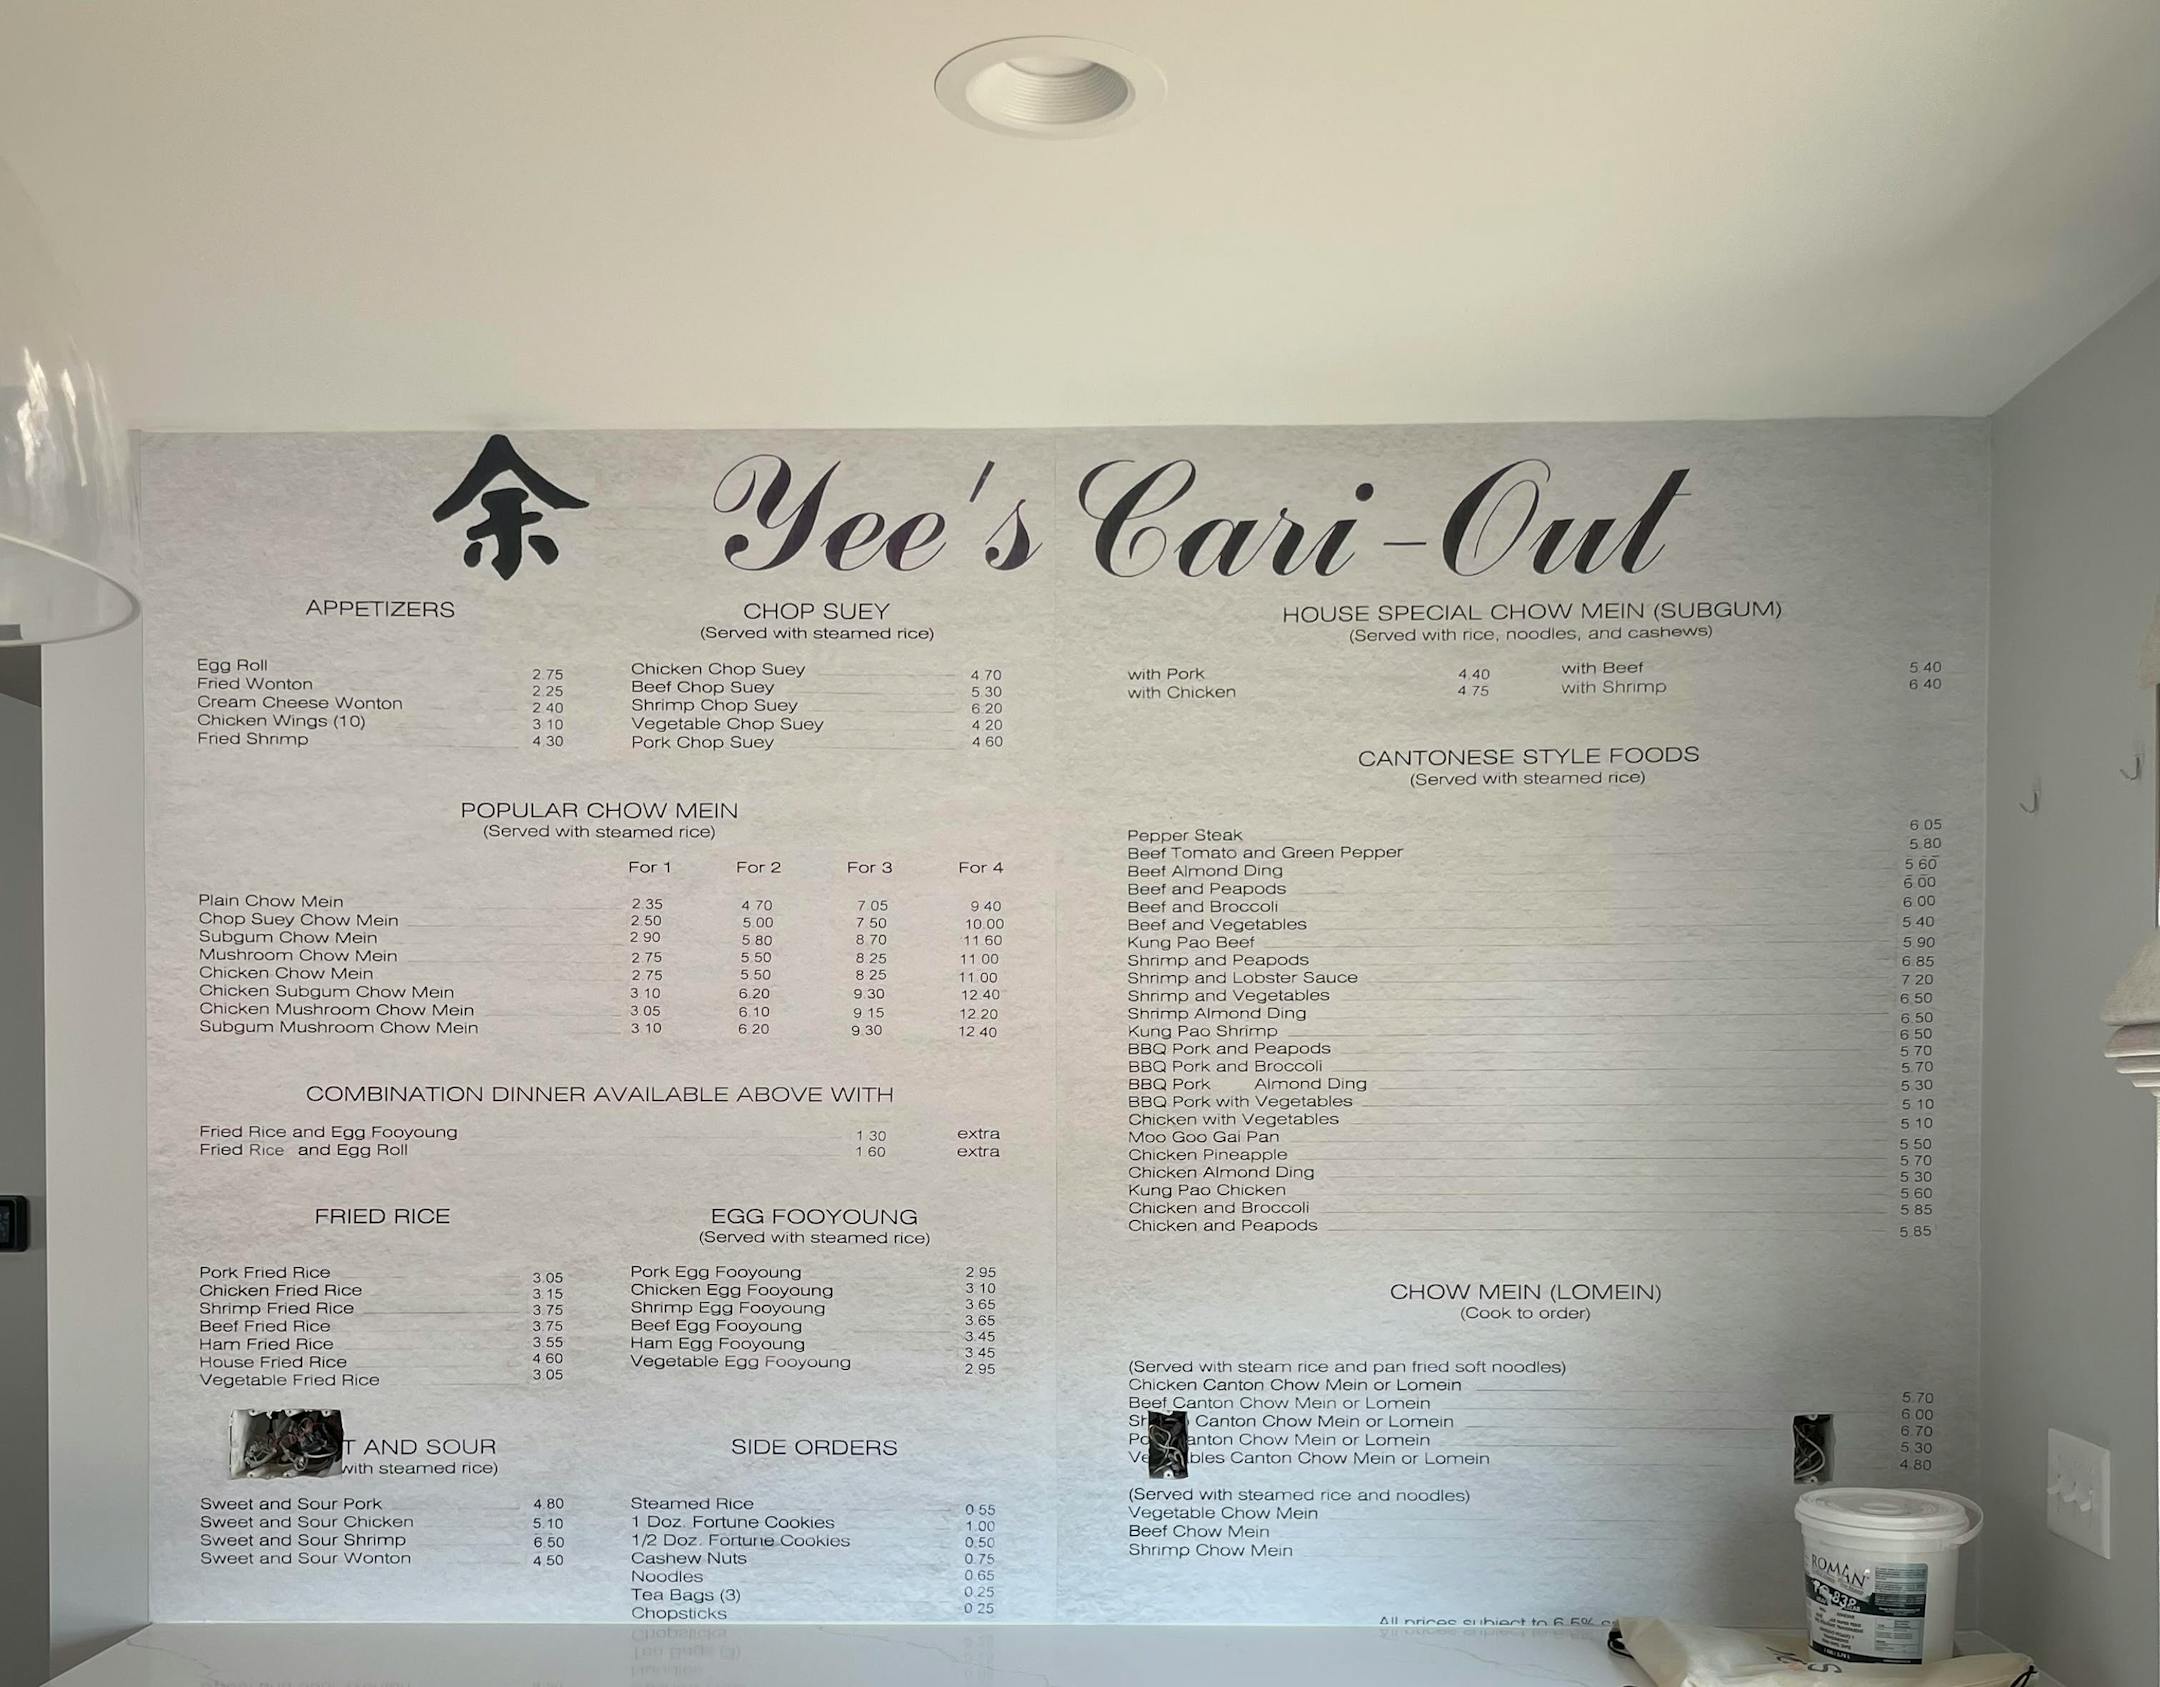 余 Yee's Cari-Out
APPETIZERS
Egg Roll 2.75
Fried Wonton 2.25
Cream Cheese Wonton 2.40
Chicken Wings (10) 3.10
Fried Shrimp 4.30
CHOP SUEY
(Served with steamed rice)
Chicken Chop Suey 4.70
Beef Chop Suey 5.30
Shrimp Chop Suey 6.20
Vegetable Chop Suey 4.20
Pork Chop Suey 4.60
POPULAR CHOW MEIN
(Served with steamed rice)
For 1 For 2 For 3 For 4
Plain Chow Mein 2.35 4.70 7.05 9.40
Chop Suey Chow Mein 2.50 5.00 7.50 10.00
Subgum Chow Mein 2.90 5.80 8.70 11.60
Mushroom Chow Mein 2.75 5.50 8.25 11.00
Chicken Chow Mein 2.75 5.50 8.25 11.00
Chicken Subgum Chow Mein 3.10 6.20 9.30 12.40
Chicken Mushroom Chow Mein 3.05 6.10 9.15 12.20
Subgum Mushroom Chow Mein 3.10 6.20 9.30 12.40
COMBINATION DINNER AVAILABLE ABOVE WITH
Fried Rice and Egg Fooyoung 1.30 extra
Fried Rice and Egg Roll 1.60 extra
FRIED RICE
Pork Fried Rice 3.05
Chicken Fried Rice 3.15
Shrimp Fried Rice 3.75
Beef Fried Rice 3.75
Ham Fried Rice 3.55
House Fried Rice 4.60
Vegetable Fried Rice 3.05
EGG FOOYOUNG
(Served with steamed rice)
Pork Egg Fooyoung 2.95
Chicken Egg Fooyoung 3.10
Shrimp Egg Fooyoung 3.65
Beef Egg Fooyoung 3.65
Ham Egg Fooyoung 3.45
Vegetable Egg Fooyoung 3.45
2.95
T AND SOUR
with steamed rice)
Sweet and Sour Pork 4.80
Sweet and Sour Chicken 5.10
Sweet and Sour Shrimp 6.50
Sweet and Sour Wonton 4.50
SIDE ORDERS
Steamed Rice 0.55
1 Doz. Fortune Cookies 1.00
1/2 Doz. Fortune Cookies 0.50
Cashew Nuts 0.75
Noodles 0.65
Tea Bags (3) 0.25
Chopsticks 0.25
HOUSE SPECIAL CHOW MEIN (SUBGUM)
(Served with rice, noodles, and cashews)
with Pork 4.40 with Beef 5.40
with Chicken 4.75 with Shrimp 6.40
CANTONESE STYLE FOODS
(Served with steamed rice)
Pepper Steak 6.05
Beef Tomato and Green Pepper 5.80
Beef Almond Ding 5.60
Beef and Peapods 6.00
Beef and Broccoli 6.00
Beef and Vegetables 5.40
Kung Pao Beef 5.90
Shrimp and Peapods 6.85
Shrimp and Lobster Sauce 7.20
Shrimp and Vegetables 6.50
Shrimp Almond Ding 6.50
Kung Pao Shrimp 6.50
BBQ Pork and Peapods 5.70
BBQ Pork and Broccoli 5.70
BBQ Pork Almond Ding 5.30
BBQ Pork with Vegetables 5.10
Chicken with Vegetables 5.10
Moo Goo Gai Pan 5.50
Chicken Pineapple 5.70
Chicken Almond Ding 5.30
Kung Pao Chicken 5.60
Chicken and Broccoli 5.85
Chicken and Peapods 5.85
CHOW MEIN (LOMEIN)
(Cook to order)
(Served with steam rice and pan fried soft noodles)
Chicken Canton Chow Mein or Lomein 5.70
Beef Canton Chow Mein or Lomein 6.00
Canton Chow Mein or Lomein 6.70
anton Chow Mein or Lomein 5.30
bles Canton Chow Mein or Lomein 4.80
(Served with steamed rice and noodles)
Vegetable Chow Mein
Beef Chow Mein
Shrimp Chow Mein
All prices subject to 6.5%
ROMAN
838